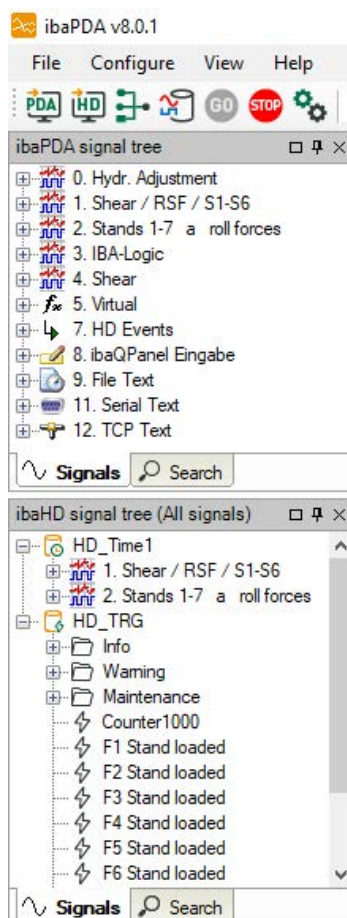 ibaPDA v8.0.1
File Configure View Help
PDA HD GO STOP
ibaPDA signal tree
0. Hydr. Adjustment
1. Shear / RSF / S1-S6
2. Stands 1-7 a roll forces
3. IBA-Logic
4. Shear
fx 5. Virtual
7. HD Events
8. ibaQPanel Eingabe
9. File Text
11. Serial Text
12. TCP Text
Signals Search
ibaHD signal tree (All signals)
HD_Time1
1. Shear / RSF / S1-S6
2. Stands 1-7 a roll forces
HD_TRG
Info
Warning
Maintenance
Counter1000
F1 Stand loaded
F2 Stand loaded
F3 Stand loaded
F4 Stand loaded
F5 Stand loaded
F6 Stand loaded
Signals Search